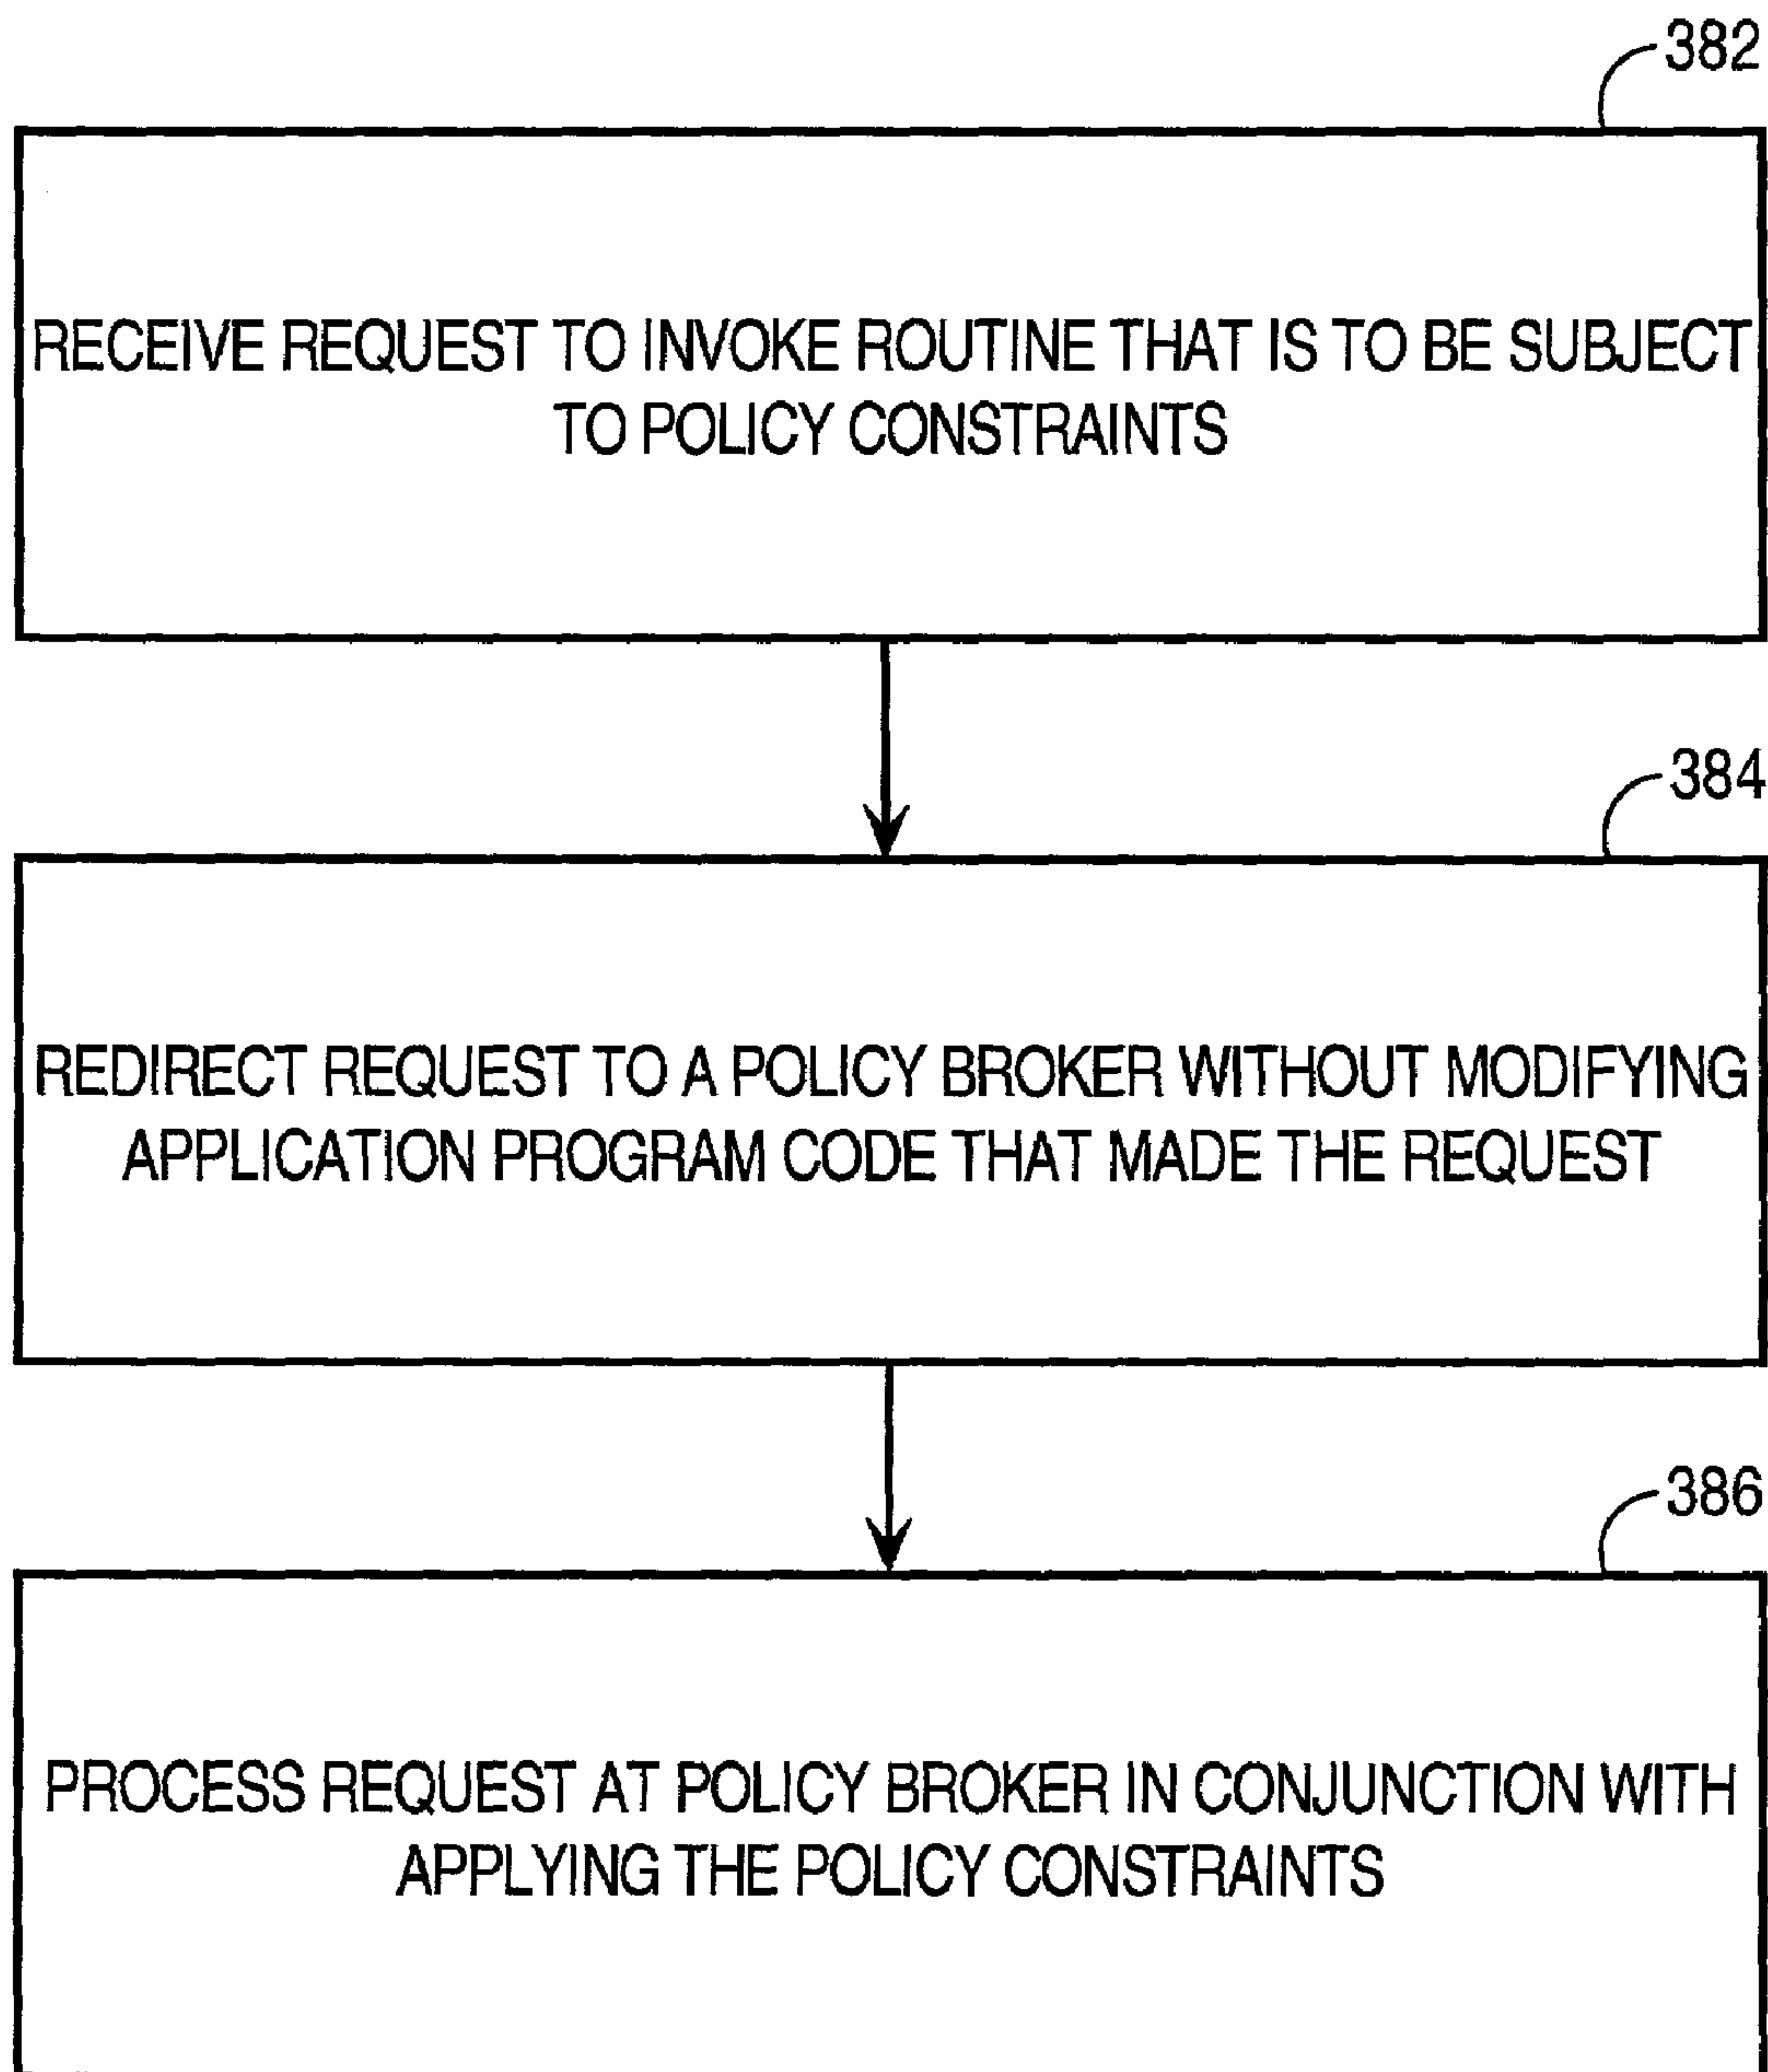 382
RECEIVE REQUEST TO INVOKE ROUTINE THAT IS TO BE SUBJECT
TO POLICY CONSTRAINTS
384
REDIRECT REQUEST TO A POLICY BROKER WITHOUT MODIFYING
APPLICATION PROGRAM CODE THAT MADE THE REQUEST
386
PROCESS REQUEST AT POLICY BROKER IN CONJUNCTION WITH
APPLYING THE POLICY CONSTRAINTS